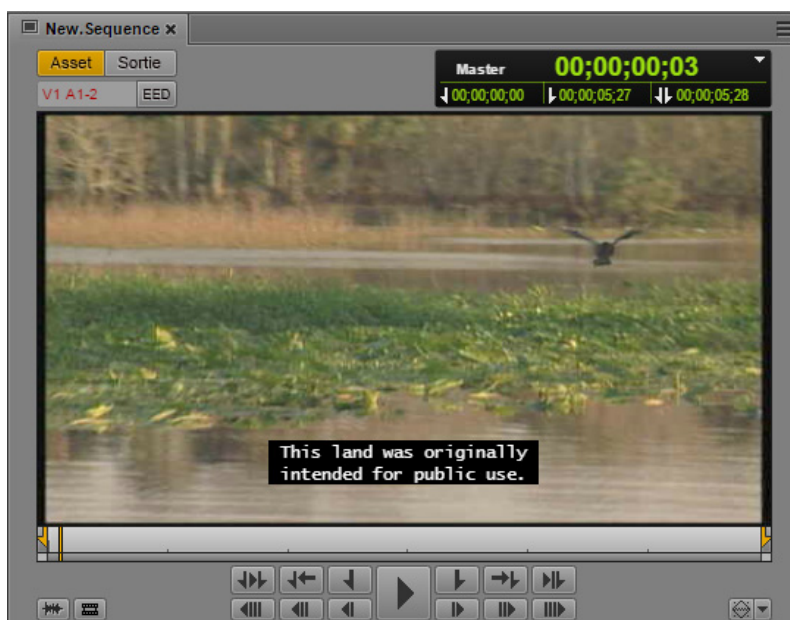 New.Sequence x
Asset Sortie
Master 00;00;00;03
V1 A1-2 EED
00;00;00;00 00;00;05;27 00;00;05;28
This land was originally
intended for public use.